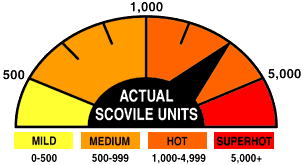 1,000
500
5,000
ACTUAL
SCOVILE UNITS
MILD MEDIUM HOT SUPERHOT
0-500 500-999 1,000-4,999 5,000+